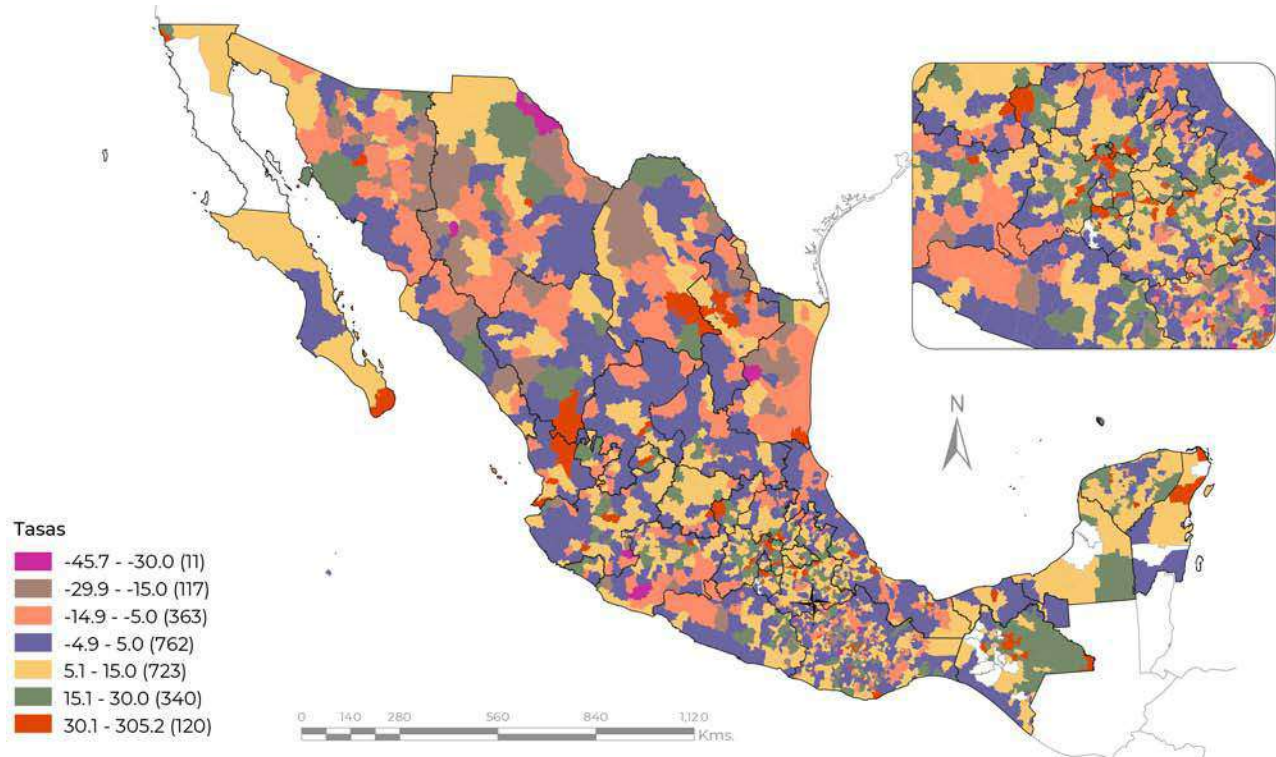 N
Tasas
-45.7 - -30.0 (11)
-29.9 - -15.0 (117)
-14.9 - -5.0 (363)
-4.9 - 5.0 (762)
5.1 - 15.0 (723)
15.1 - 30.0 (340)
30.1 - 305.2 (120)
0 140 280 560 840 1,120
Kms.